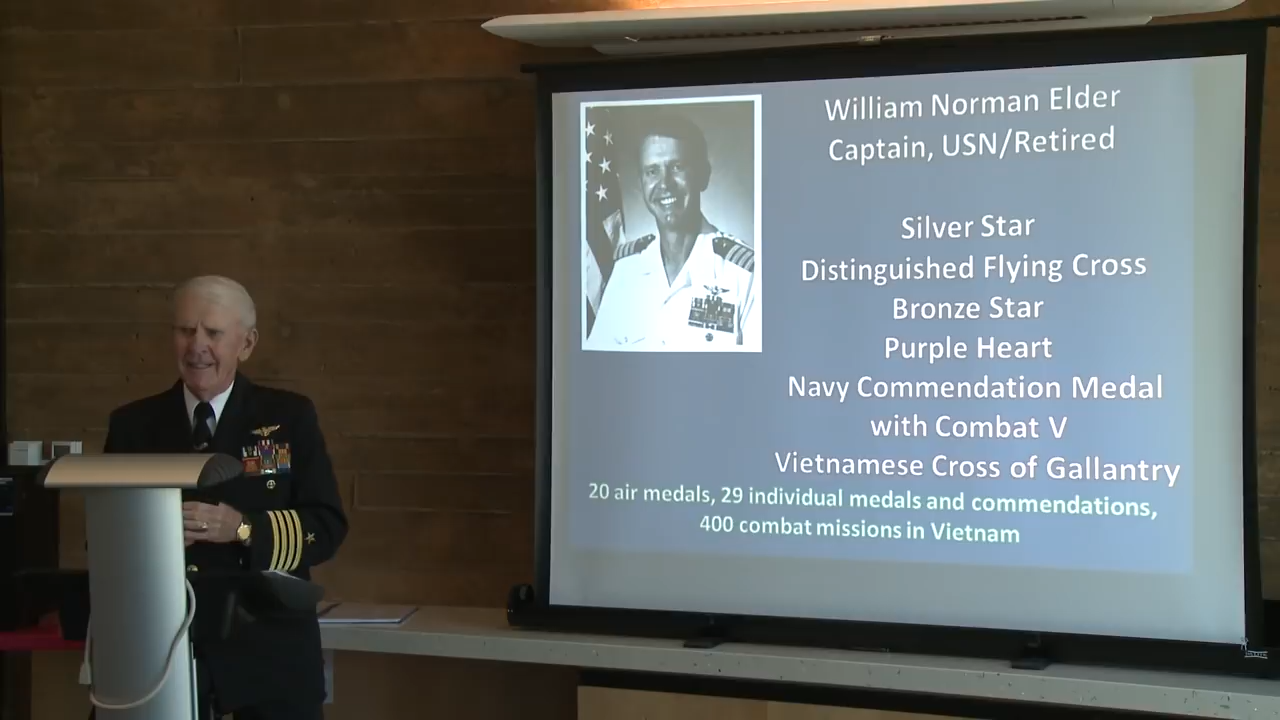 William Norman Elder
Captain, USN/Retired
Silver Star
Distinguished Flying Cross
Bronze Star
Purple Heart
Navy Commendation Medal
with Combat V
Vietnamese Cross of Gallantry
20 air medals, 29 individual medals and commendations,
400 combat missions in Vietnam